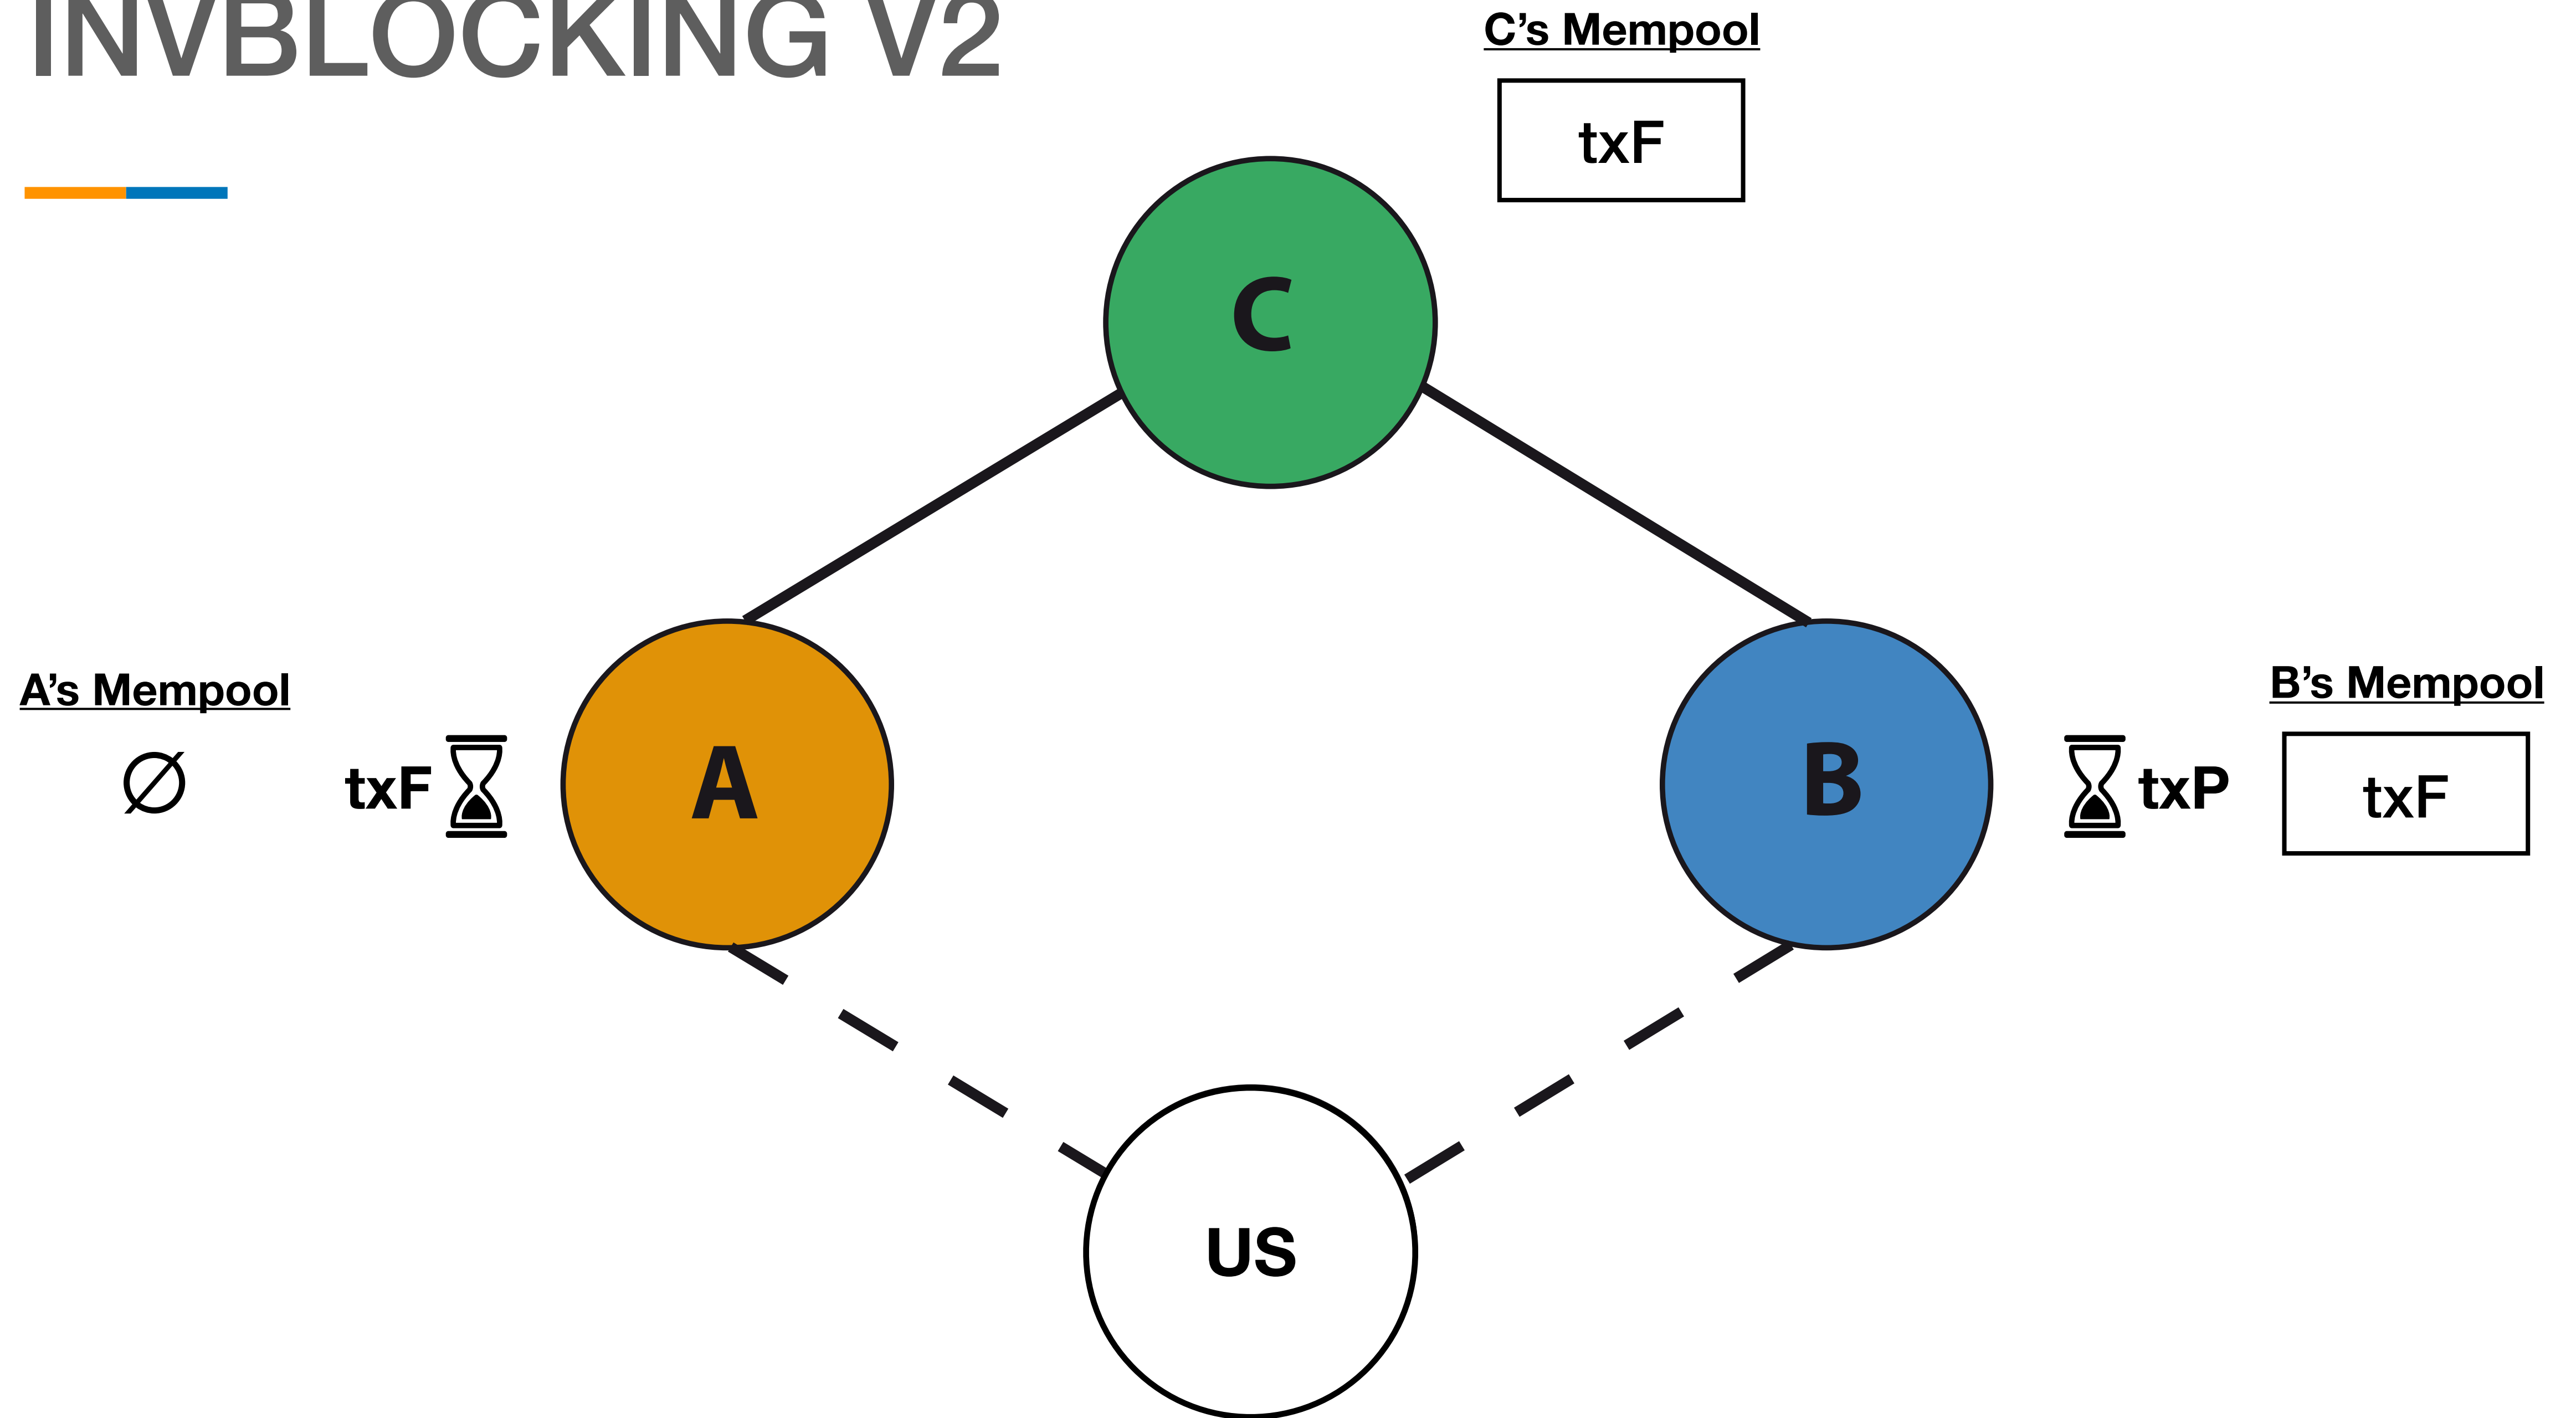 INVBLOCKING V2
C’s Mempool
txF
C
A’s Mempool
∅
txF
A
B
txP
B’s Mempool
txF
US